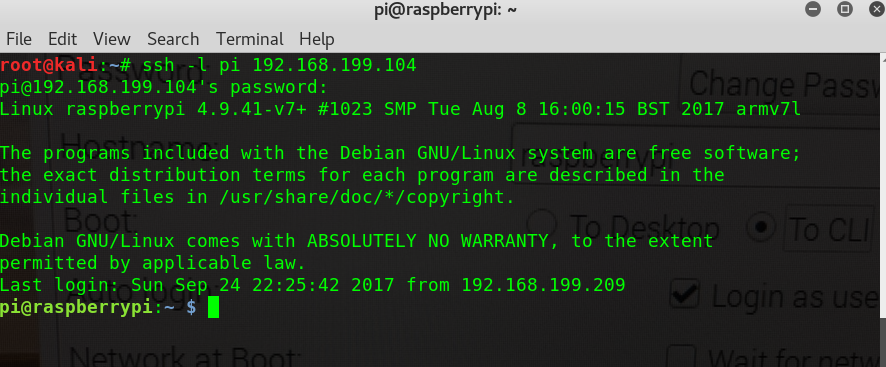 pi@raspberrypi: ~
File Edit View Search Terminal Help
root@kali:~# ssh -l pi 192.168.199.104
pi@192.168.199.104's password:
Linux raspberrypi 4.9.41-v7+ #1023 SMP Tue Aug 8 16:00:15 BST 2017 armv7l
Password:
Change Passw
The programs included with the Debian GNU/Linux system are free software;
the exact distribution terms for each program are described in the
individual files in /usr/share/doc/*/copyright.
Hostname:
raspberrypi
Boot:
To Desktop
To CLI
Debian GNU/Linux comes with ABSOLUTELY NO WARRANTY, to the extent
permitted by applicable law.
Last login: Sun Sep 24 22:25:42 2017 from 192.168.199.209
pi@raspberrypi:~ $
Auto login:
Login as use
Network at Boot:
Wait for netw